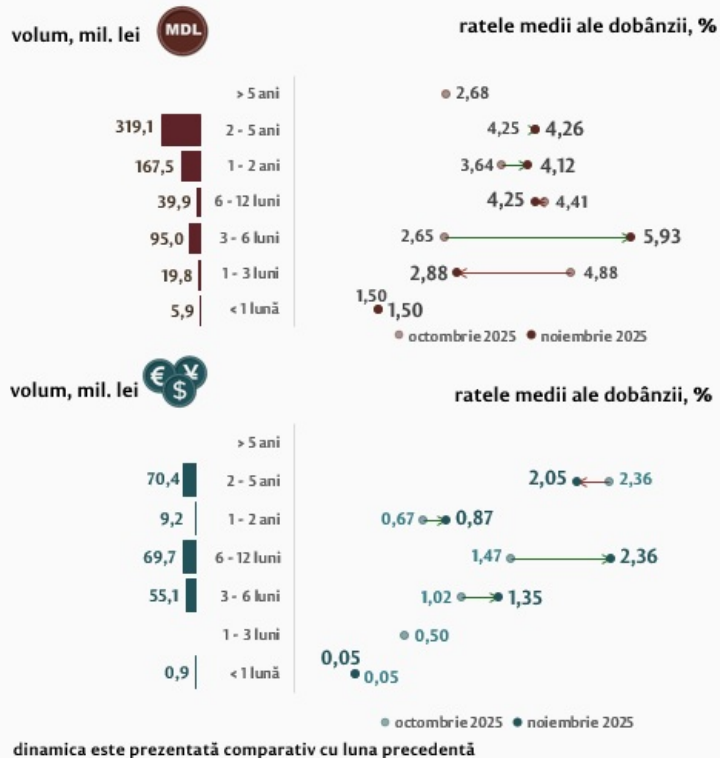 volum, mil. lei MDL ratele medii ale dobânzii, %
> 5 ani 2,68
319,1 2 - 5 ani 4,25 4,26
167,5 1 - 2 ani 3,64 4,12
39,9 6 - 12 luni 4,25 4,41
95,0 3 - 6 luni 2,65 5,93
19,8 1 - 3 luni 2,88 4,88
5,9 < 1 lună 1,50 1,50
octombrie 2025 noiembrie 2025
volum, mil. lei € ¥ $ ratele medii ale dobânzii, %
> 5 ani
70,4 2 - 5 ani 2,05 2,36
9,2 1 - 2 ani 0,67 0,87
69,7 6 - 12 luni 1,47 2,36
55,1 3 - 6 luni 1,02 1,35
1 - 3 luni 0,50
0,9 < 1 lună 0,05 0,05
octombrie 2025 noiembrie 2025
dinamica este prezentată comparativ cu luna precedentă